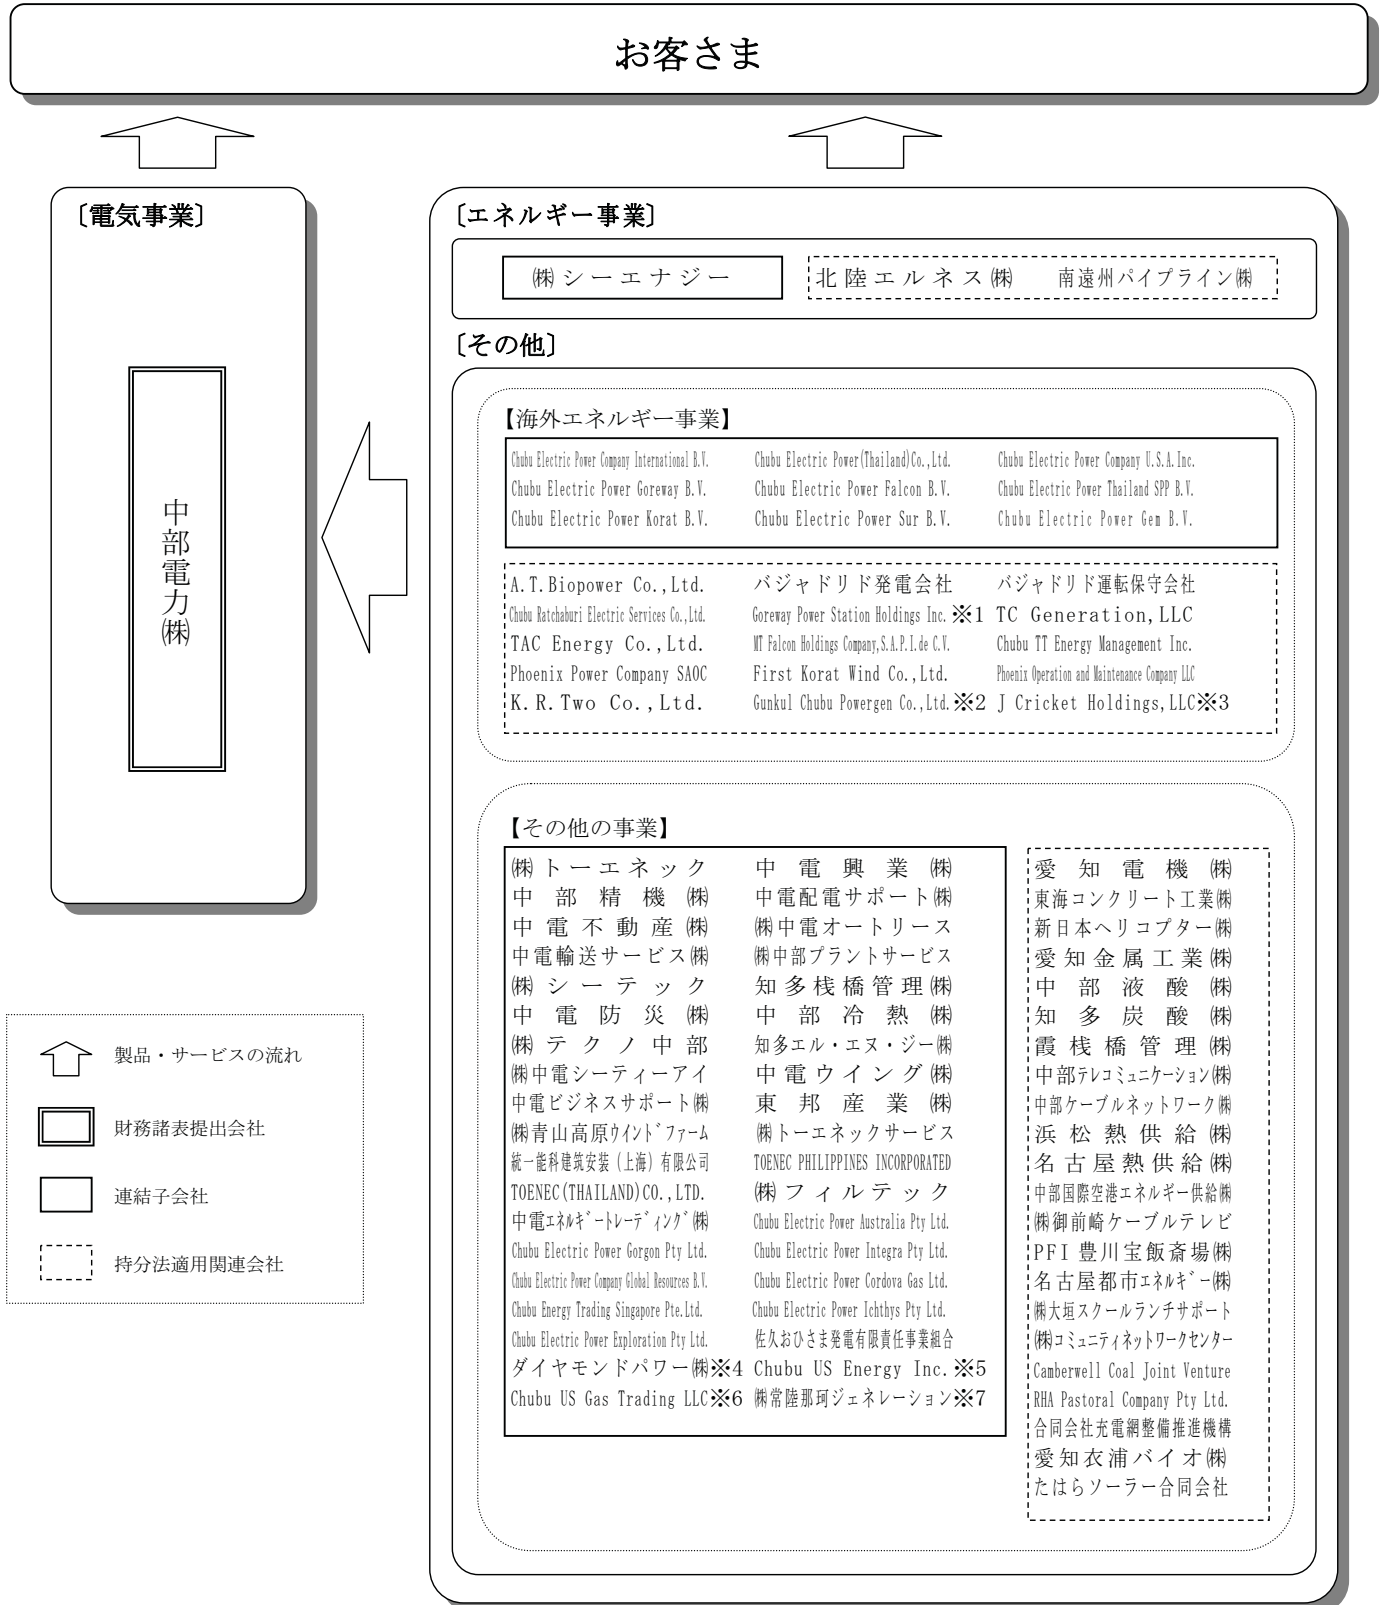 お客さま
〔電気事業〕
中部電力㈱
〔エネルギー事業〕
㈱シーエナジー
北陸エルネス㈱ 南遠州パイプライン㈱
〔その他〕
【海外エネルギー事業】
Chubu Electric Power Company International B.V. Chubu Electric Power(Thailand)Co.,Ltd. Chubu Electric Power Company U.S.A.Inc.
Chubu Electric Power Goreway B.V. Chubu Electric Power Falcon B.V. Chubu Electric Power Thailand SPP B.V.
Chubu Electric Power Korat B.V. Chubu Electric Power Sur B.V. Chubu Electric Power Gem B.V.
A.T.Biopower Co.,Ltd. バジャドリド発電会社 バジャドリド運転保守会社
Chubu Ratchaburi Electric Services Co.,Ltd. Goreway Power Station Holdings Inc.※1 TC Generation,LLC
TAC Energy Co.,Ltd. MT Falcon Holdings Company,S.A.P.I.de C.V. Chubu TT Energy Management Inc.
Phoenix Power Company SAOC First Korat Wind Co.,Ltd. Phoenix Operation and Maintenance Company LLC
K.R.Two Co.,Ltd. Gunkul Chubu Powergen Co.,Ltd.※2 J Cricket Holdings,LLC※3
【その他の事業】
㈱トーエネック 中電興業㈱
中部精機㈱ 中電配電サポート㈱
中電不動産㈱ ㈱中電オートリース
中電輸送サービス㈱ ㈱中部プラントサービス
㈱シーテック 知多桟橋管理㈱
中電防災㈱ 中部冷熱㈱
㈱テクノ中部 知多エル・エヌ・ジー㈱
㈱中電シーティーアイ 中電ウイング㈱
中電ビジネスサポート㈱ 東邦産業㈱
㈱青山高原ウインドファーム ㈱トーエネックサービス
統一能科建筑安装（上海）有限公司 TOENEC PHILIPPINES INCORPORATED
TOENEC(THAILAND)CO.,LTD. ㈱フィルテック
中電エネルギートレーディング㈱ Chubu Electric Power Australia Pty Ltd.
Chubu Electric Power Gorgon Pty Ltd. Chubu Electric Power Integra Pty Ltd.
Chubu Electric Power Company Global Resources B.V. Chubu Electric Power Cordova Gas Ltd.
Chubu Energy Trading Singapore Pte.Ltd. Chubu Electric Power Ichthys Pty Ltd.
Chubu Electric Power Exploration Pty Ltd. 佐久おひさま発電有限責任事業組合
ダイヤモンドパワー㈱※4 Chubu US Energy Inc.※5
Chubu US Gas Trading LLC※6 ㈱常陸那珂ジェネレーション※7
愛知電機㈱
東海コンクリート工業㈱
新日本ヘリコプター㈱
愛知金属工業㈱
中部液酸㈱
知多炭酸㈱
霞桟橋管理㈱
中部テレコミュニケーション㈱
中部ケーブルネットワーク㈱
浜松熱供給㈱
名古屋熱供給㈱
中部国際空港エネルギー供給㈱
㈱御前崎ケーブルテレビ
PFI豊川宝飯斎場㈱
名古屋都市エネルギー㈱
㈱大垣スクールランチサポート
㈱コミュニティネットワークセンター
Camberwell Coal Joint Venture
RHA Pastoral Company Pty Ltd.
合同会社充電網整備推進機構
愛知衣浦バイオ㈱
たはらソーラー合同会社
製品・サービスの流れ
財務諸表提出会社
連結子会社
持分法適用関連会社